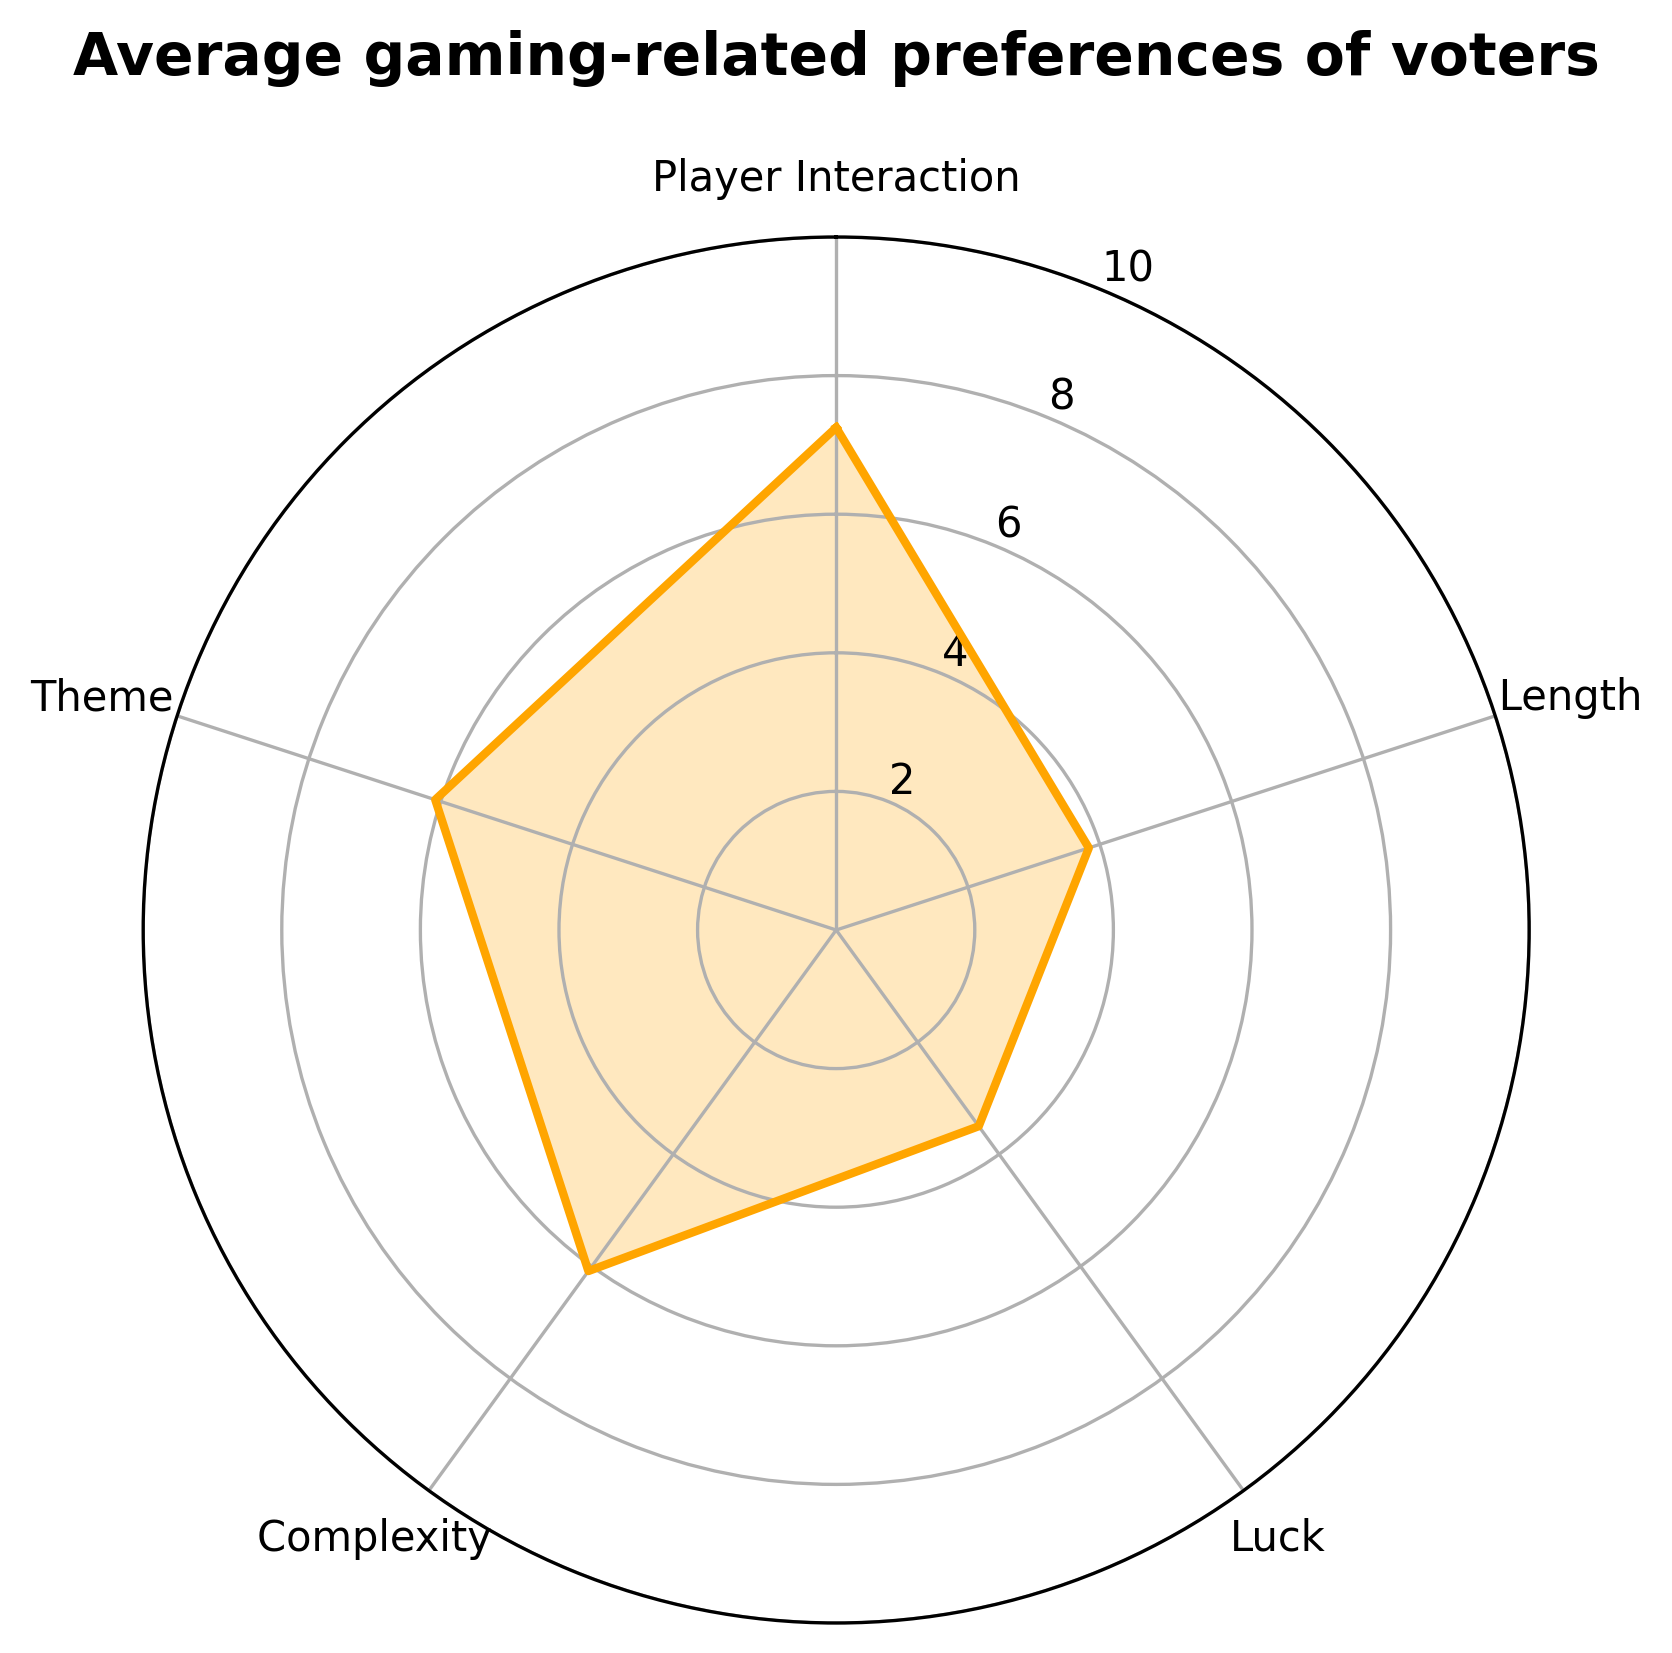 Average gaming-related preferences of voters
Player Interaction
10
8
6
4
2
Theme
Length
Complexity
Luck